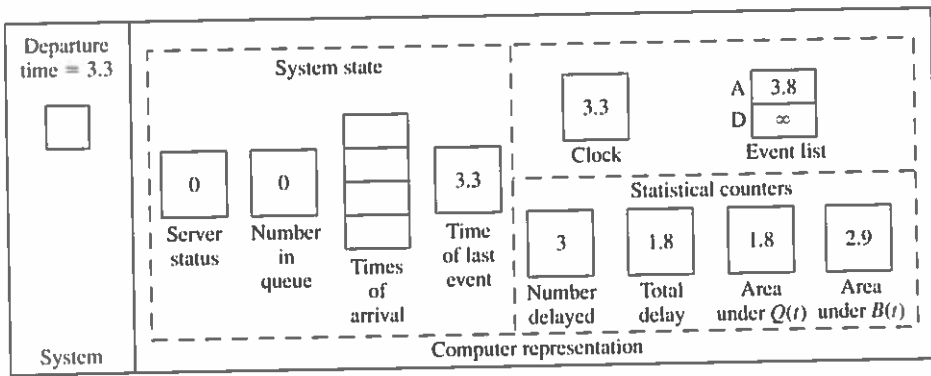 Departure
time = 3.3
System
System state
0
Server
status
0
Number
in
queue
Times
of
arrival
3.3
Time
of last
event
3.3
Clock
A 3.8
D ∞
Event list
Statistical counters
3
Number
delayed
1.8
Total
delay
1.8
Area
under Q(t)
2.9
Area
under B(t)
Computer representation